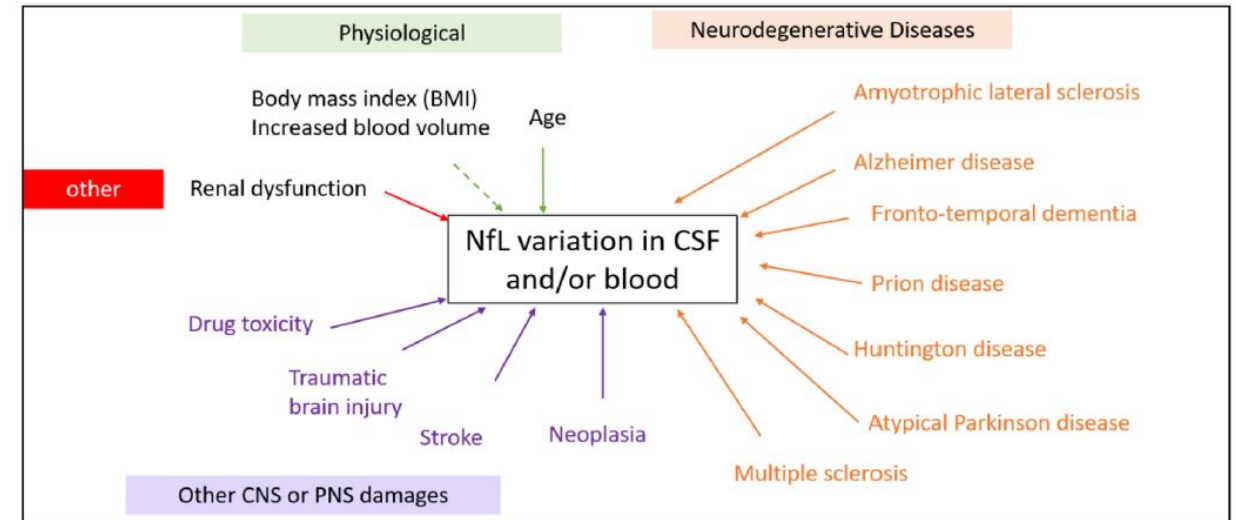 Physiological
Neurodegenerative Diseases
Body mass index (BMI)
Increased blood volume
Age
Amyotrophic lateral sclerosis
Alzheimer disease
other
Renal dysfunction
Fronto-temporal dementia
NfL variation in CSF
and/or blood
Prion disease
Drug toxicity
Huntington disease
Traumatic
brain injury
Stroke
Neoplasia
Atypical Parkinson disease
Multiple sclerosis
Other CNS or PNS damages